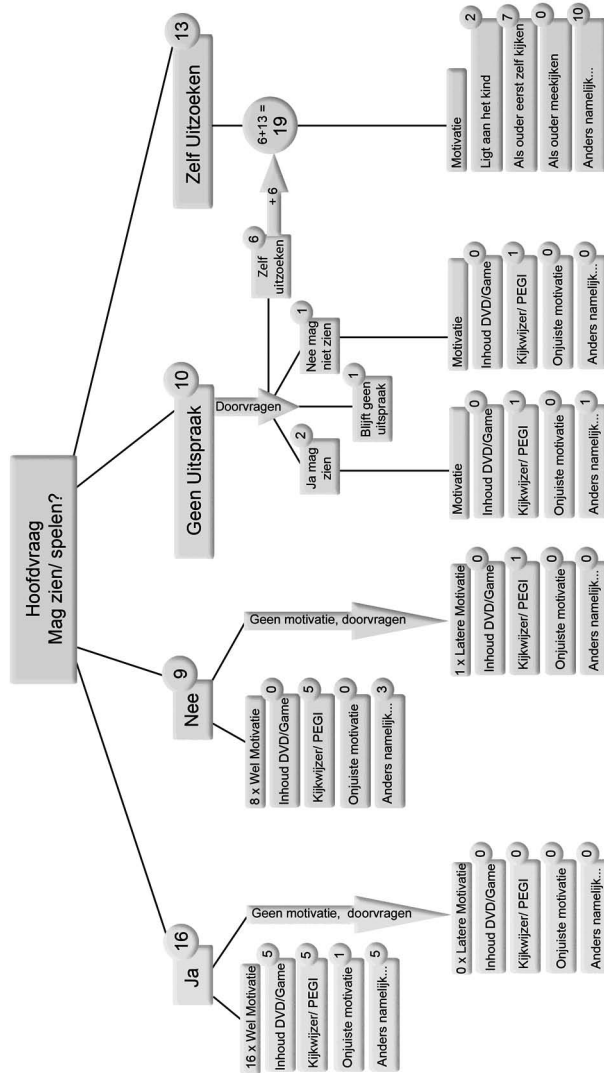 Hoofdvraag
Mag zien/ spelen?
Ja
16
16 x Wel Motivatie
Inhoud DVD/Game
5
Kijkwijzer/ PEGI
5
Onjuiste motivatie
1
Anders namelijk...
5
Geen motivatie, doorvragen
0 x Latere Motivatie
Inhoud DVD/Game
0
Kijkwijzer/ PEGI
0
Onjuiste motivatie
0
Anders namelijk...
0
Nee
9
8 x Wel Motivatie
Inhoud DVD/Game
0
Kijkwijzer/ PEGI
5
Onjuiste motivatie
0
Anders namelijk...
3
Geen motivatie, doorvragen
1 x Latere Motivatie
Inhoud DVD/Game
0
Kijkwijzer/ PEGI
1
Onjuiste motivatie
0
Anders namelijk...
0
Geen Uitspraak
10
Doorvragen
Ja mag
zien
2
Motivatie
Inhoud DVD/Game
0
Kijkwijzer/ PEGI
1
Onjuiste motivatie
0
Anders namelijk...
1
Blijft geen
uitspraak
1
Nee mag
niet zien
1
Motivatie
Inhoud DVD/Game
0
Kijkwijzer/ PEGI
1
Onjuiste motivatie
0
Anders namelijk...
0
Zelf
uitzoeken
6
+ 6
Zelf Uitzoeken
13
6+13 =
19
Motivatie
Ligt aan het kind
2
Als ouder eerst zelf kijken
7
Als ouder meekijken
0
Anders namelijk...
10